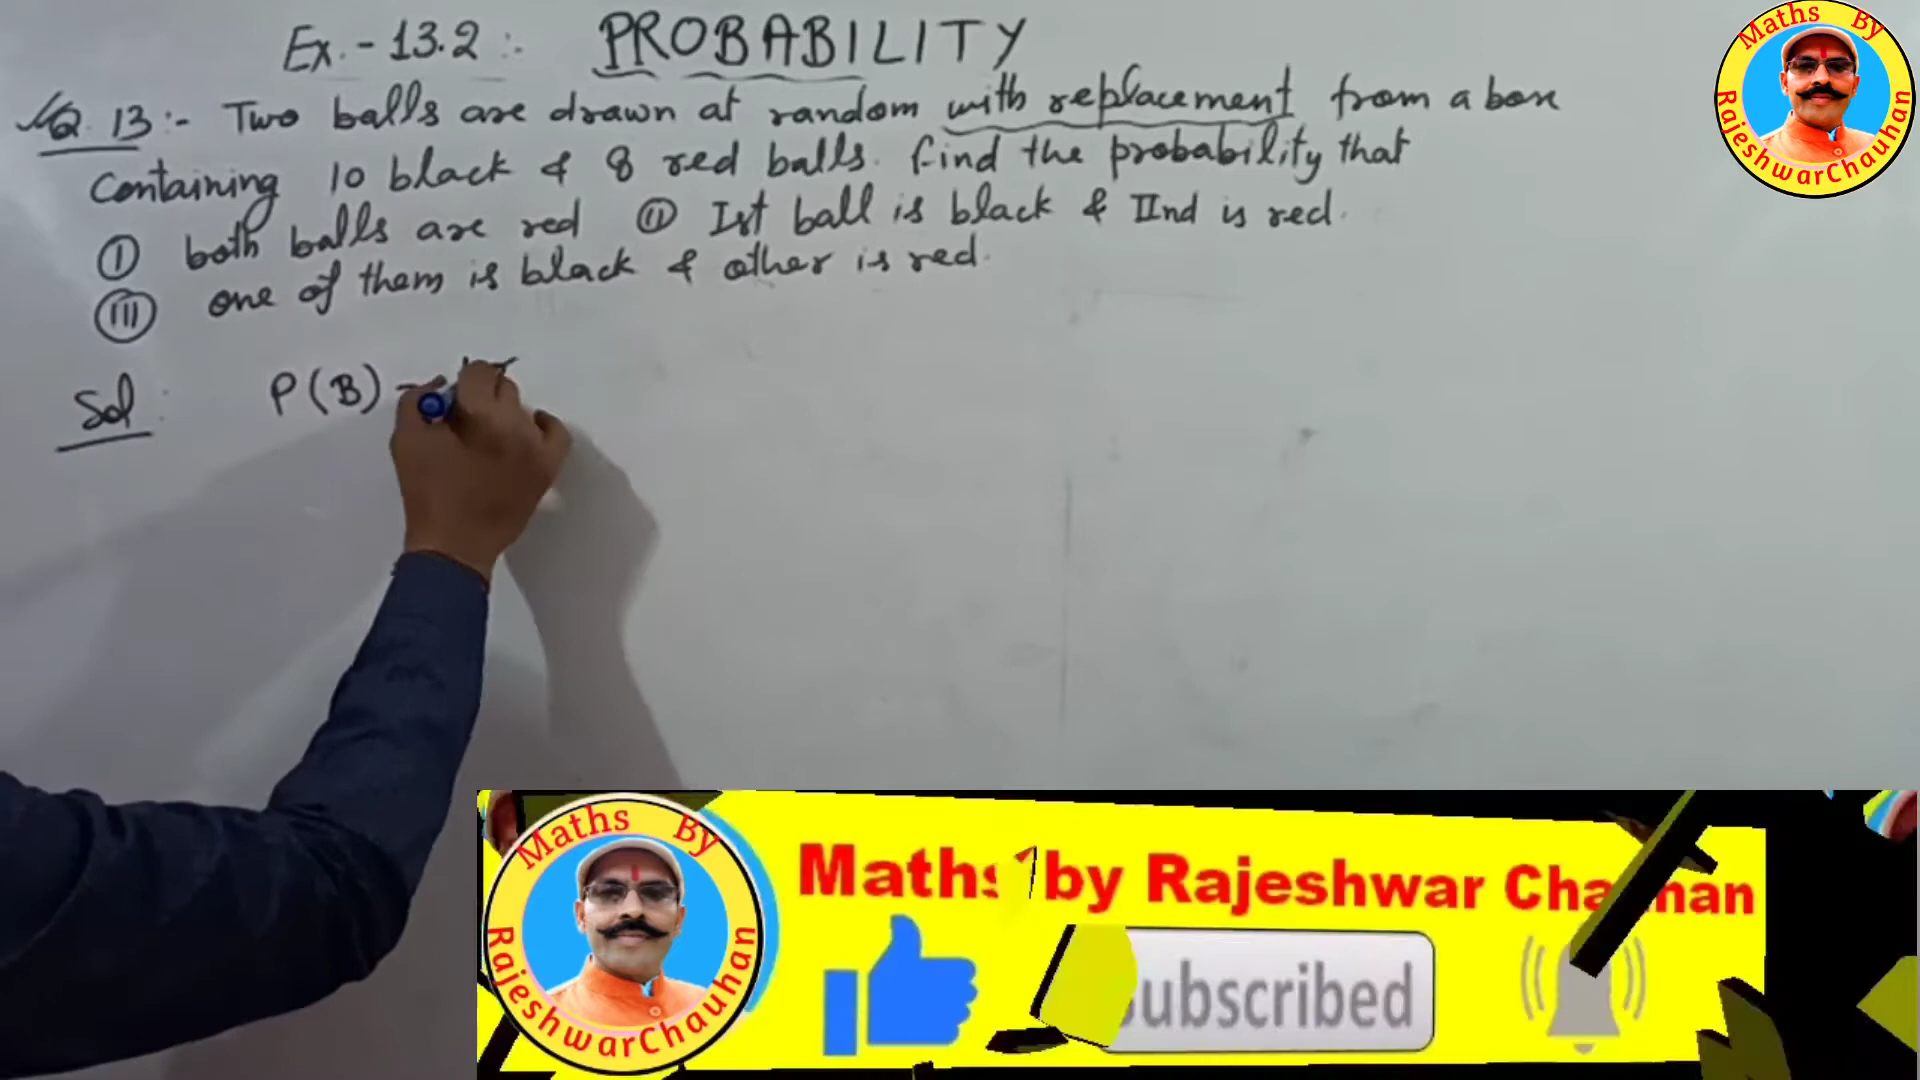 Ex.-13.2:- PROBABILITY
Q. 13:- Two balls are drawn at random with replacement from a box
Containing 10 black & 8 red balls. Find the probability that
(I) both balls are red (II) Ist ball is black & IInd is red.
(III) one of them is black & other is red.
Sol: P(B) =
Maths By
RajeshwarChauhan
Maths By
RajeshwarChauhan
Maths by Rajeshwar
ubscribed